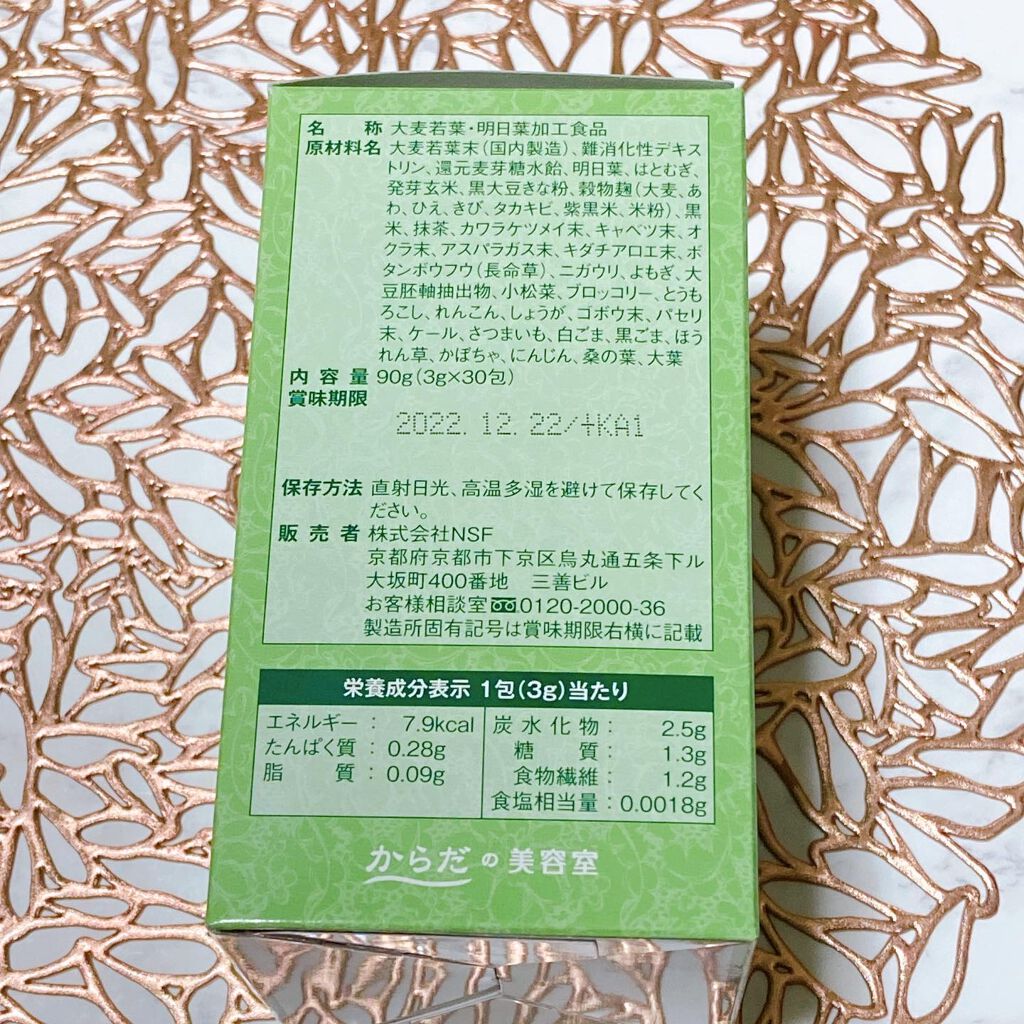 名称 大麦若葉・明日葉加工食品
原材料名 大麦若葉末(国内製造)、難消化性デキス
トリン、還元麦芽糖水飴、明日葉、はとむぎ、
発芽玄米、黒大豆きな粉、穀物麹(大麦、あ
わ、ひえ、きび、タカキビ、紫黒米、米粉)、黒
米、抹茶、カワラケツメイ末、キャベツ末、オ
クラ末、アスパラガス末、キダチアロエ末、ボ
タンボウフウ(長命草)、ニガウリ、よもぎ、大
豆胚軸抽出物、小松菜、ブロッコリー、とうも
ろこし、れんこん、しょうが、ゴボウ末、パセリ
末、ケール、さつまいも、白ごま、黒ごま、ほう
れん草、かぼちゃ、にんじん、桑の葉、大葉
内容量 90g(3g×30包)
賞味期限
2022.12.22/+KA1
保存方法 直射日光、高温多湿を避けて保存してく
ださい。
販売者 株式会社NSF
京都府京都市下京区烏丸通五条下ル
大坂町400番地 三善ビル
お客様相談室 0120-2000-36
製造所固有記号は賞味期限右横に記載
栄養成分表示 1包(3g)当たり
エネルギー : 7.9kcal
たんぱく質 : 0.28g
脂質 : 0.09g
炭水化物 : 2.5g
糖質 : 1.3g
食物繊維 : 1.2g
食塩相当量 : 0.0018g
からだの美容室